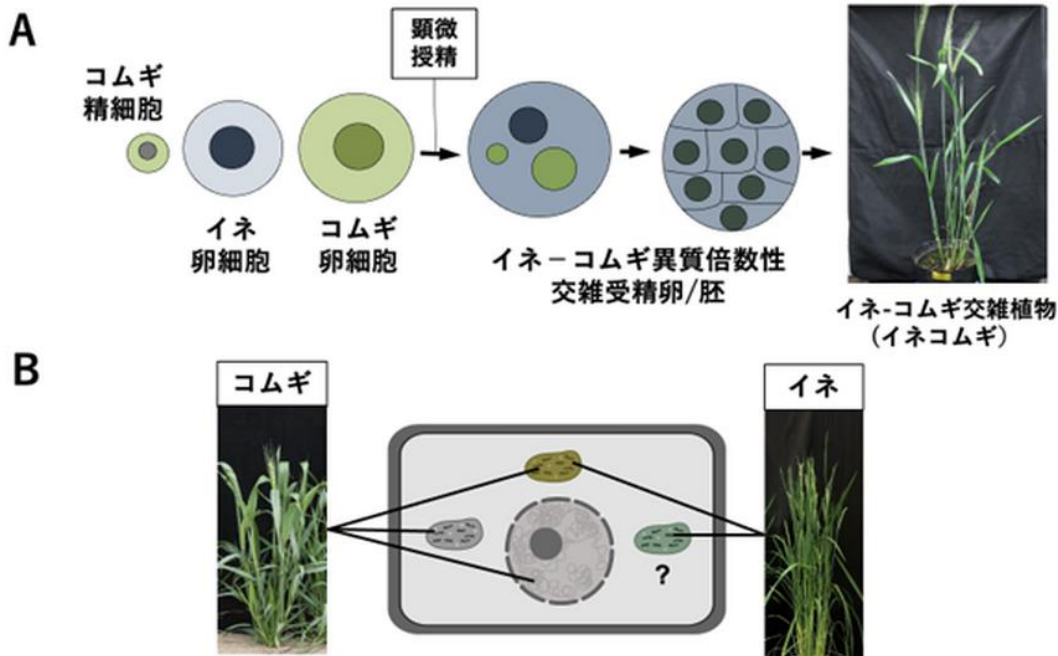 A
顕微
授精
コムギ
精細胞
イネ
卵細胞
コムギ
卵細胞
イネ－コムギ異質倍数性
交雑受精卵/胚
イネ-コムギ交雑植物
(イネコムギ)
B
コムギ
イネ
?